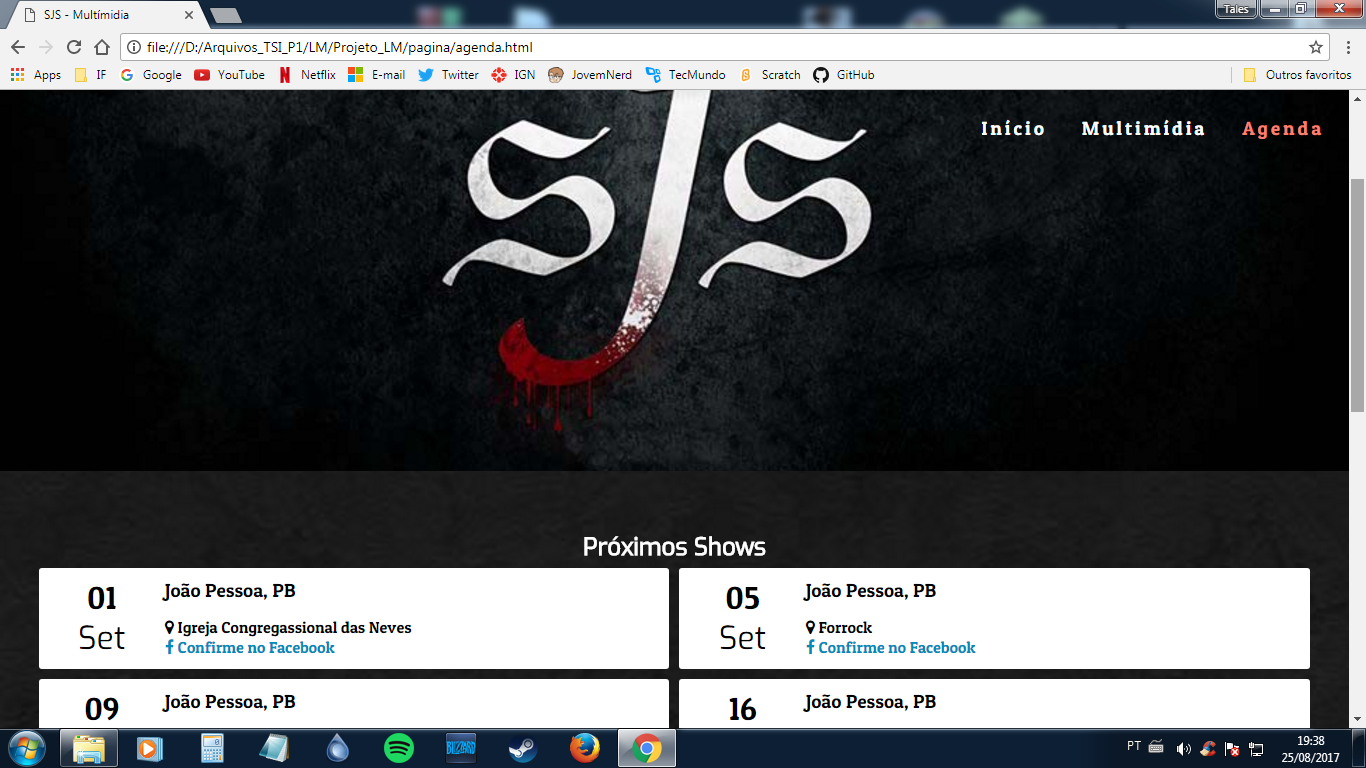 SJS - Multímidia
Tales
file:///D:/Arquivos_TSI_P1/LM/Projeto_LM/pagina/agenda.html
Apps IF Google YouTube Netflix E-mail Twitter IGN JovemNerd TecMundo Scratch GitHub Outros favoritos
Início Multimídia Agenda
sJs
Próximos Shows
01 Set
João Pessoa, PB
Igreja Congregassional das Neves
Confirme no Facebook
05 Set
João Pessoa, PB
Forrock
Confirme no Facebook
09
João Pessoa, PB
16
João Pessoa, PB
BLIZZARD
PT
19:38
25/08/2017